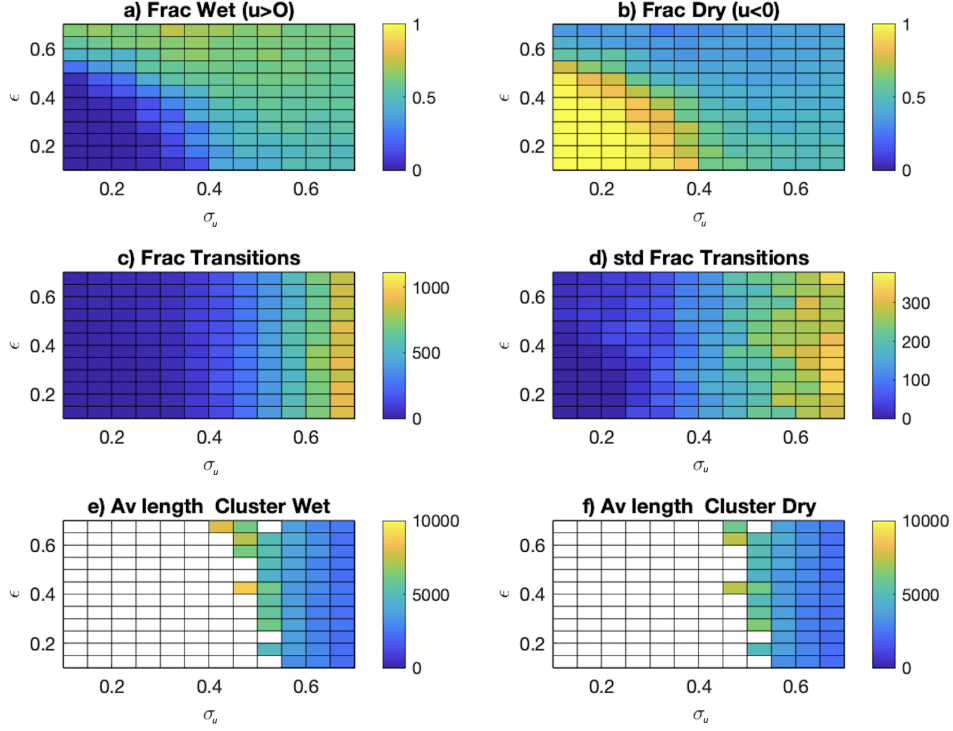 a) Frac Wet (u>O)
b) Frac Dry (u<0)
0.6
0.4
0.2
ϵ
0.2 0.4 0.6
σu
1
0.5
0
0.6
0.4
0.2
ϵ
0.2 0.4 0.6
σu
1
0.5
0
c) Frac Transitions
d) std Frac Transitions
0.6
0.4
0.2
ϵ
0.2 0.4 0.6
σu
1000
500
0
0.6
0.4
0.2
ϵ
0.2 0.4 0.6
σu
300
200
100
0
e) Av length Cluster Wet
f) Av length Cluster Dry
0.6
0.4
0.2
ϵ
0.2 0.4 0.6
σu
10000
5000
0
0.6
0.4
0.2
ϵ
0.2 0.4 0.6
σu
10000
5000
0